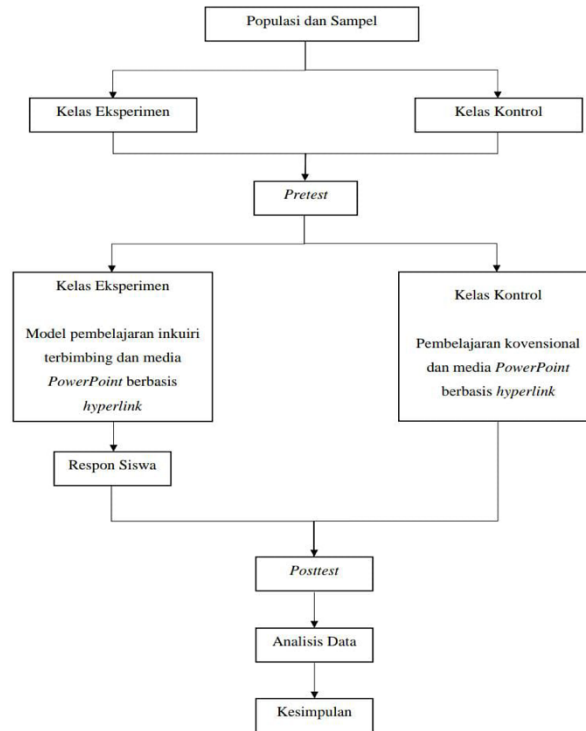 Populasi dan Sampel
Kelas Eksperimen
Kelas Kontrol
Pretest
Kelas Eksperimen
Model pembelajaran inkuiri
terbimbing dan media
PowerPoint berbasis
hyperlink
Kelas Kontrol
Pembelajaran kovensional
dan media PowerPoint
berbasis hyperlink
Respon Siswa
Posttest
Analisis Data
Kesimpulan